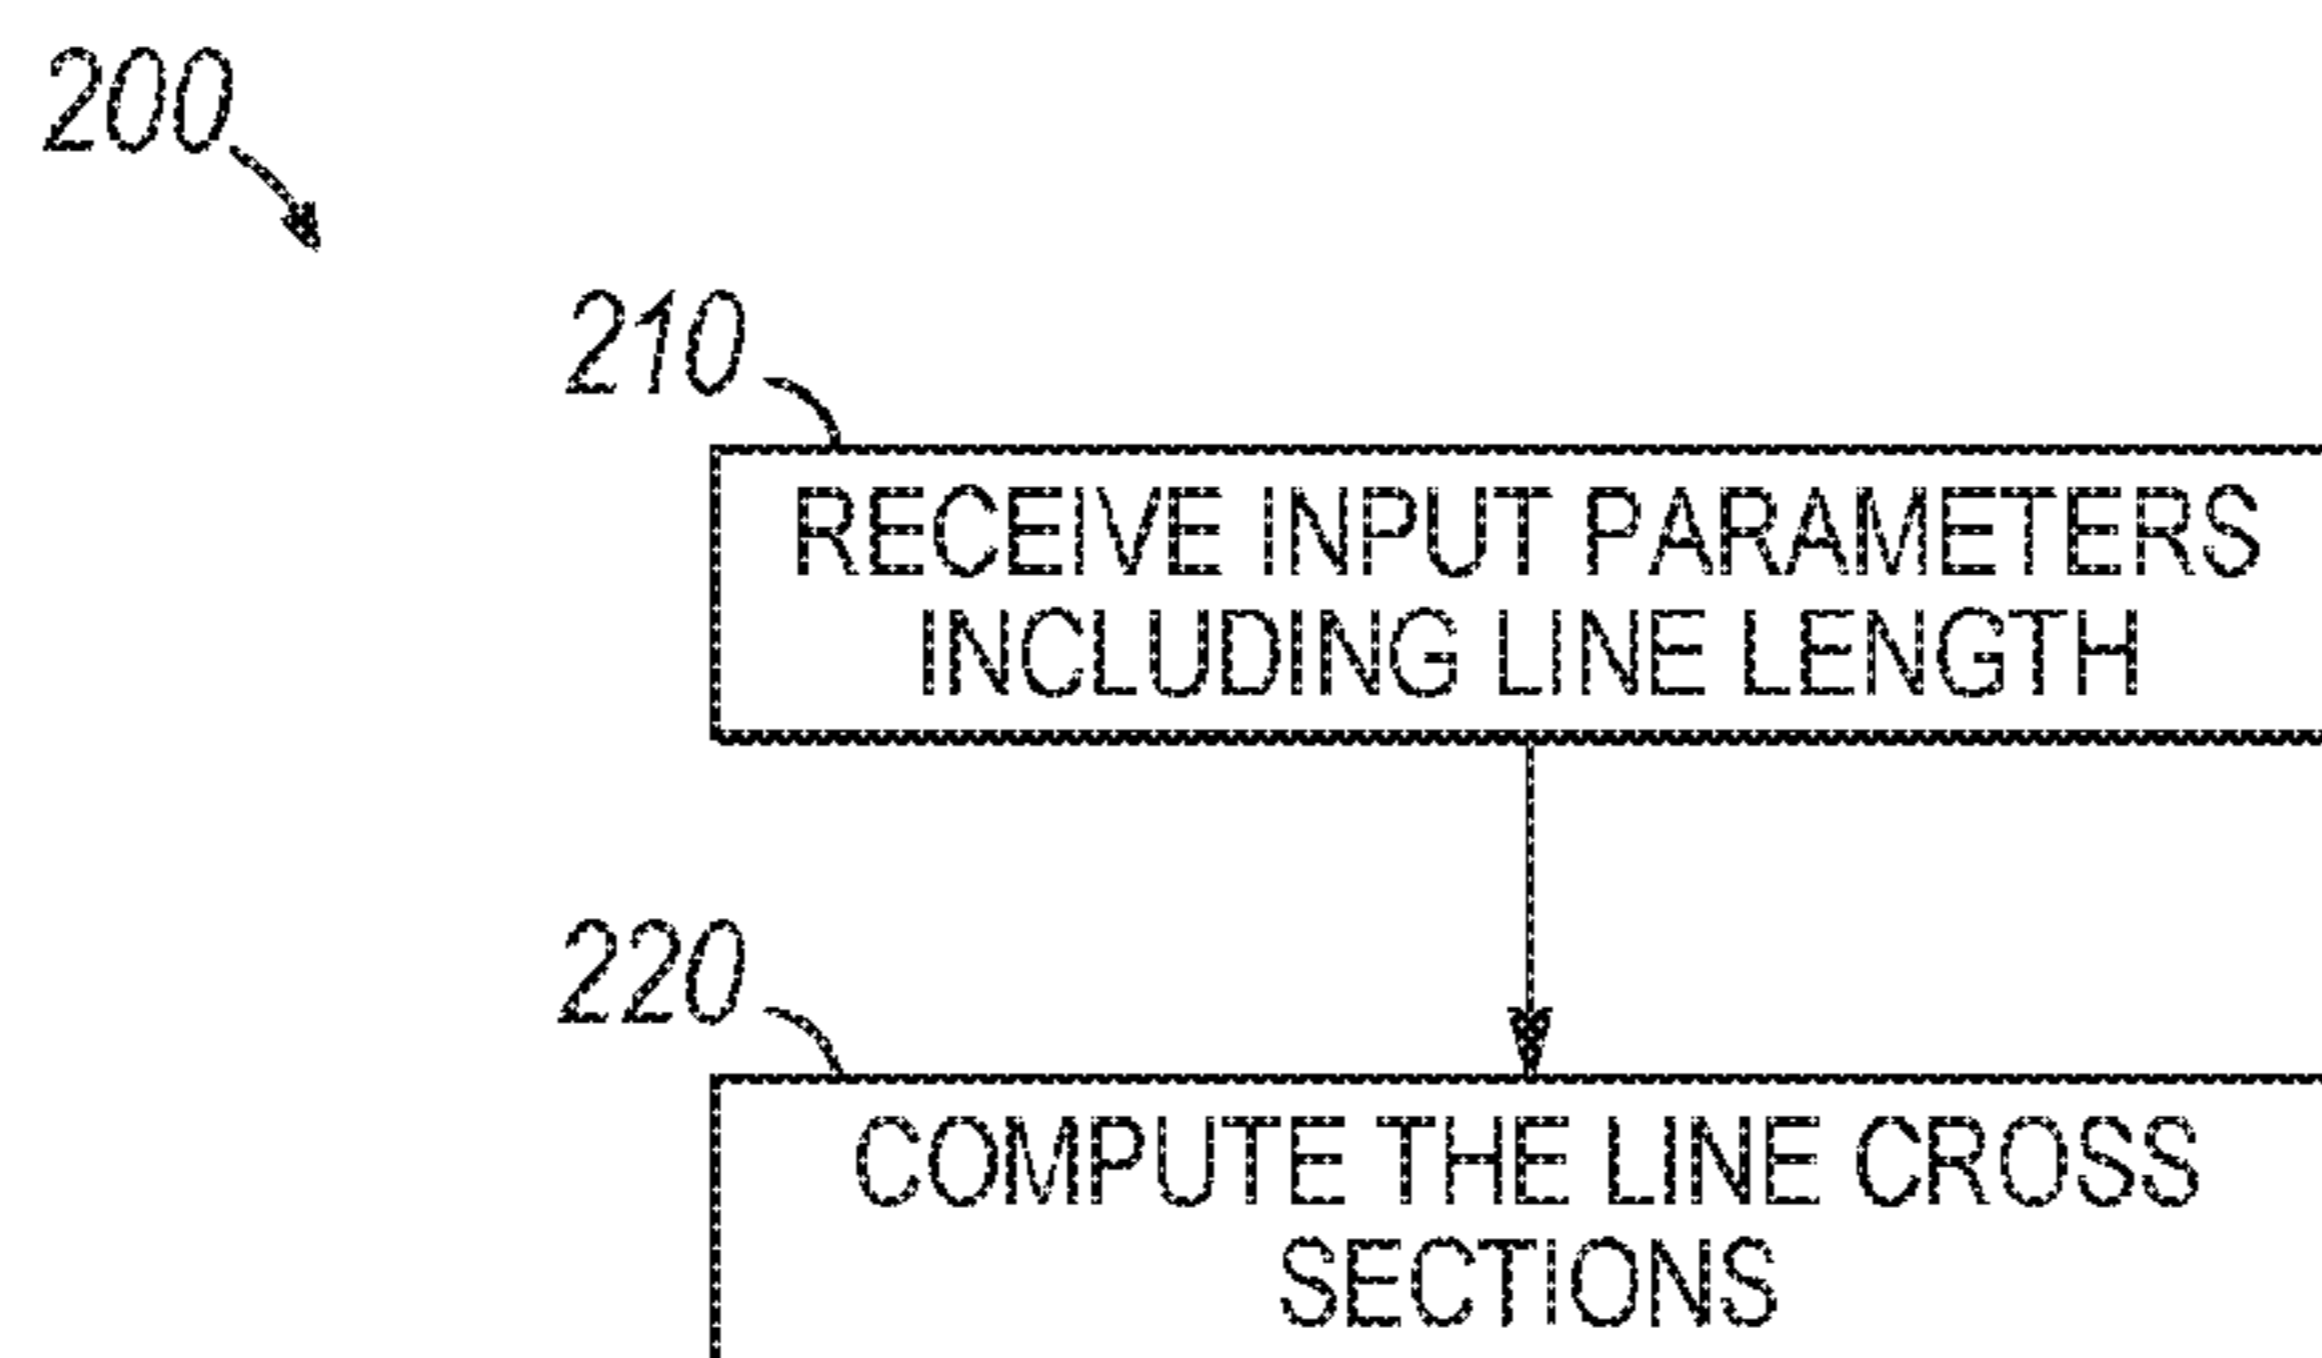 200
210
RECEIVE INPUT PARAMETERS
INCLUDING LINE LENGTH
220
COMPUTE THE LINE CROSS
SECTIONS